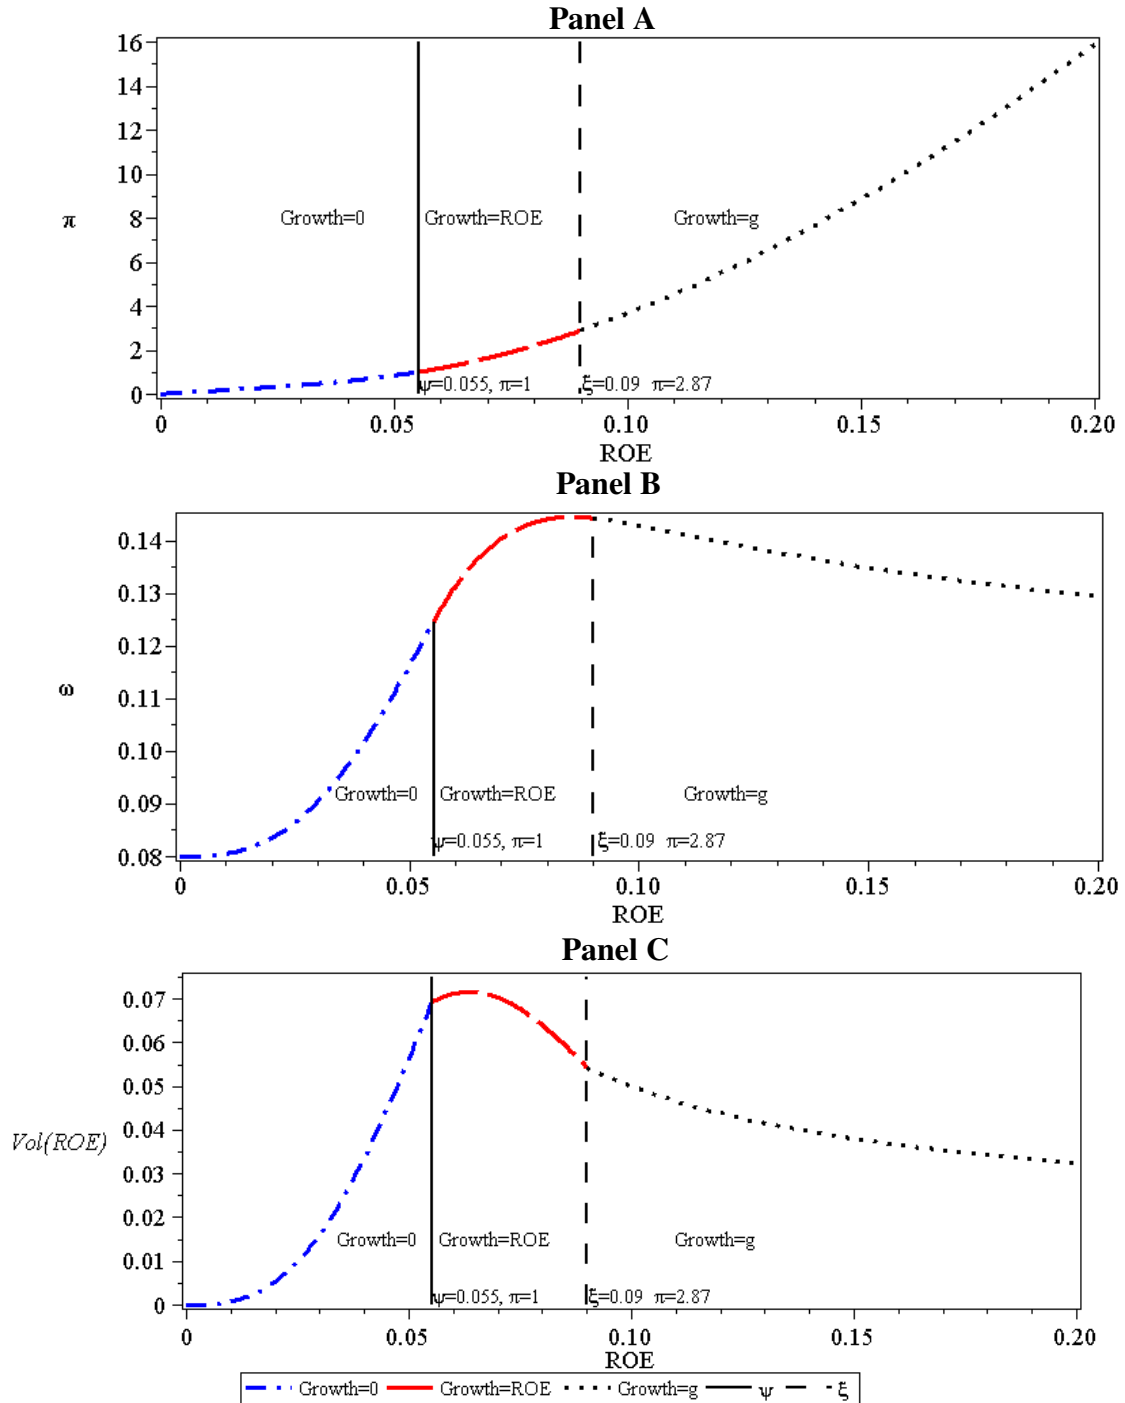 Panel A
16
14
12
10
8
6
4
2
0
π
Growth=0
Growth=ROE
Growth=g
ψ=0.055, π=1
ξ=0.09 π=2.87
0
0.05
0.10
0.15
0.20
ROE
Panel B
0.14
0.13
0.12
0.11
0.10
0.09
0.08
ω
Growth=0
Growth=ROE
Growth=g
ψ=0.055, π=1
ξ=0.09 π=2.87
0
0.05
0.10
0.15
0.20
ROE
Panel C
0.07
0.06
0.05
0.04
0.03
0.02
0.01
0
Vol(ROE)
Growth=0
Growth=ROE
Growth=g
ψ=0.055, π=1
ξ=0.09 π=2.87
0
0.05
0.10
0.15
0.20
ROE
Growth=0 Growth=ROE Growth=g ψ ξ